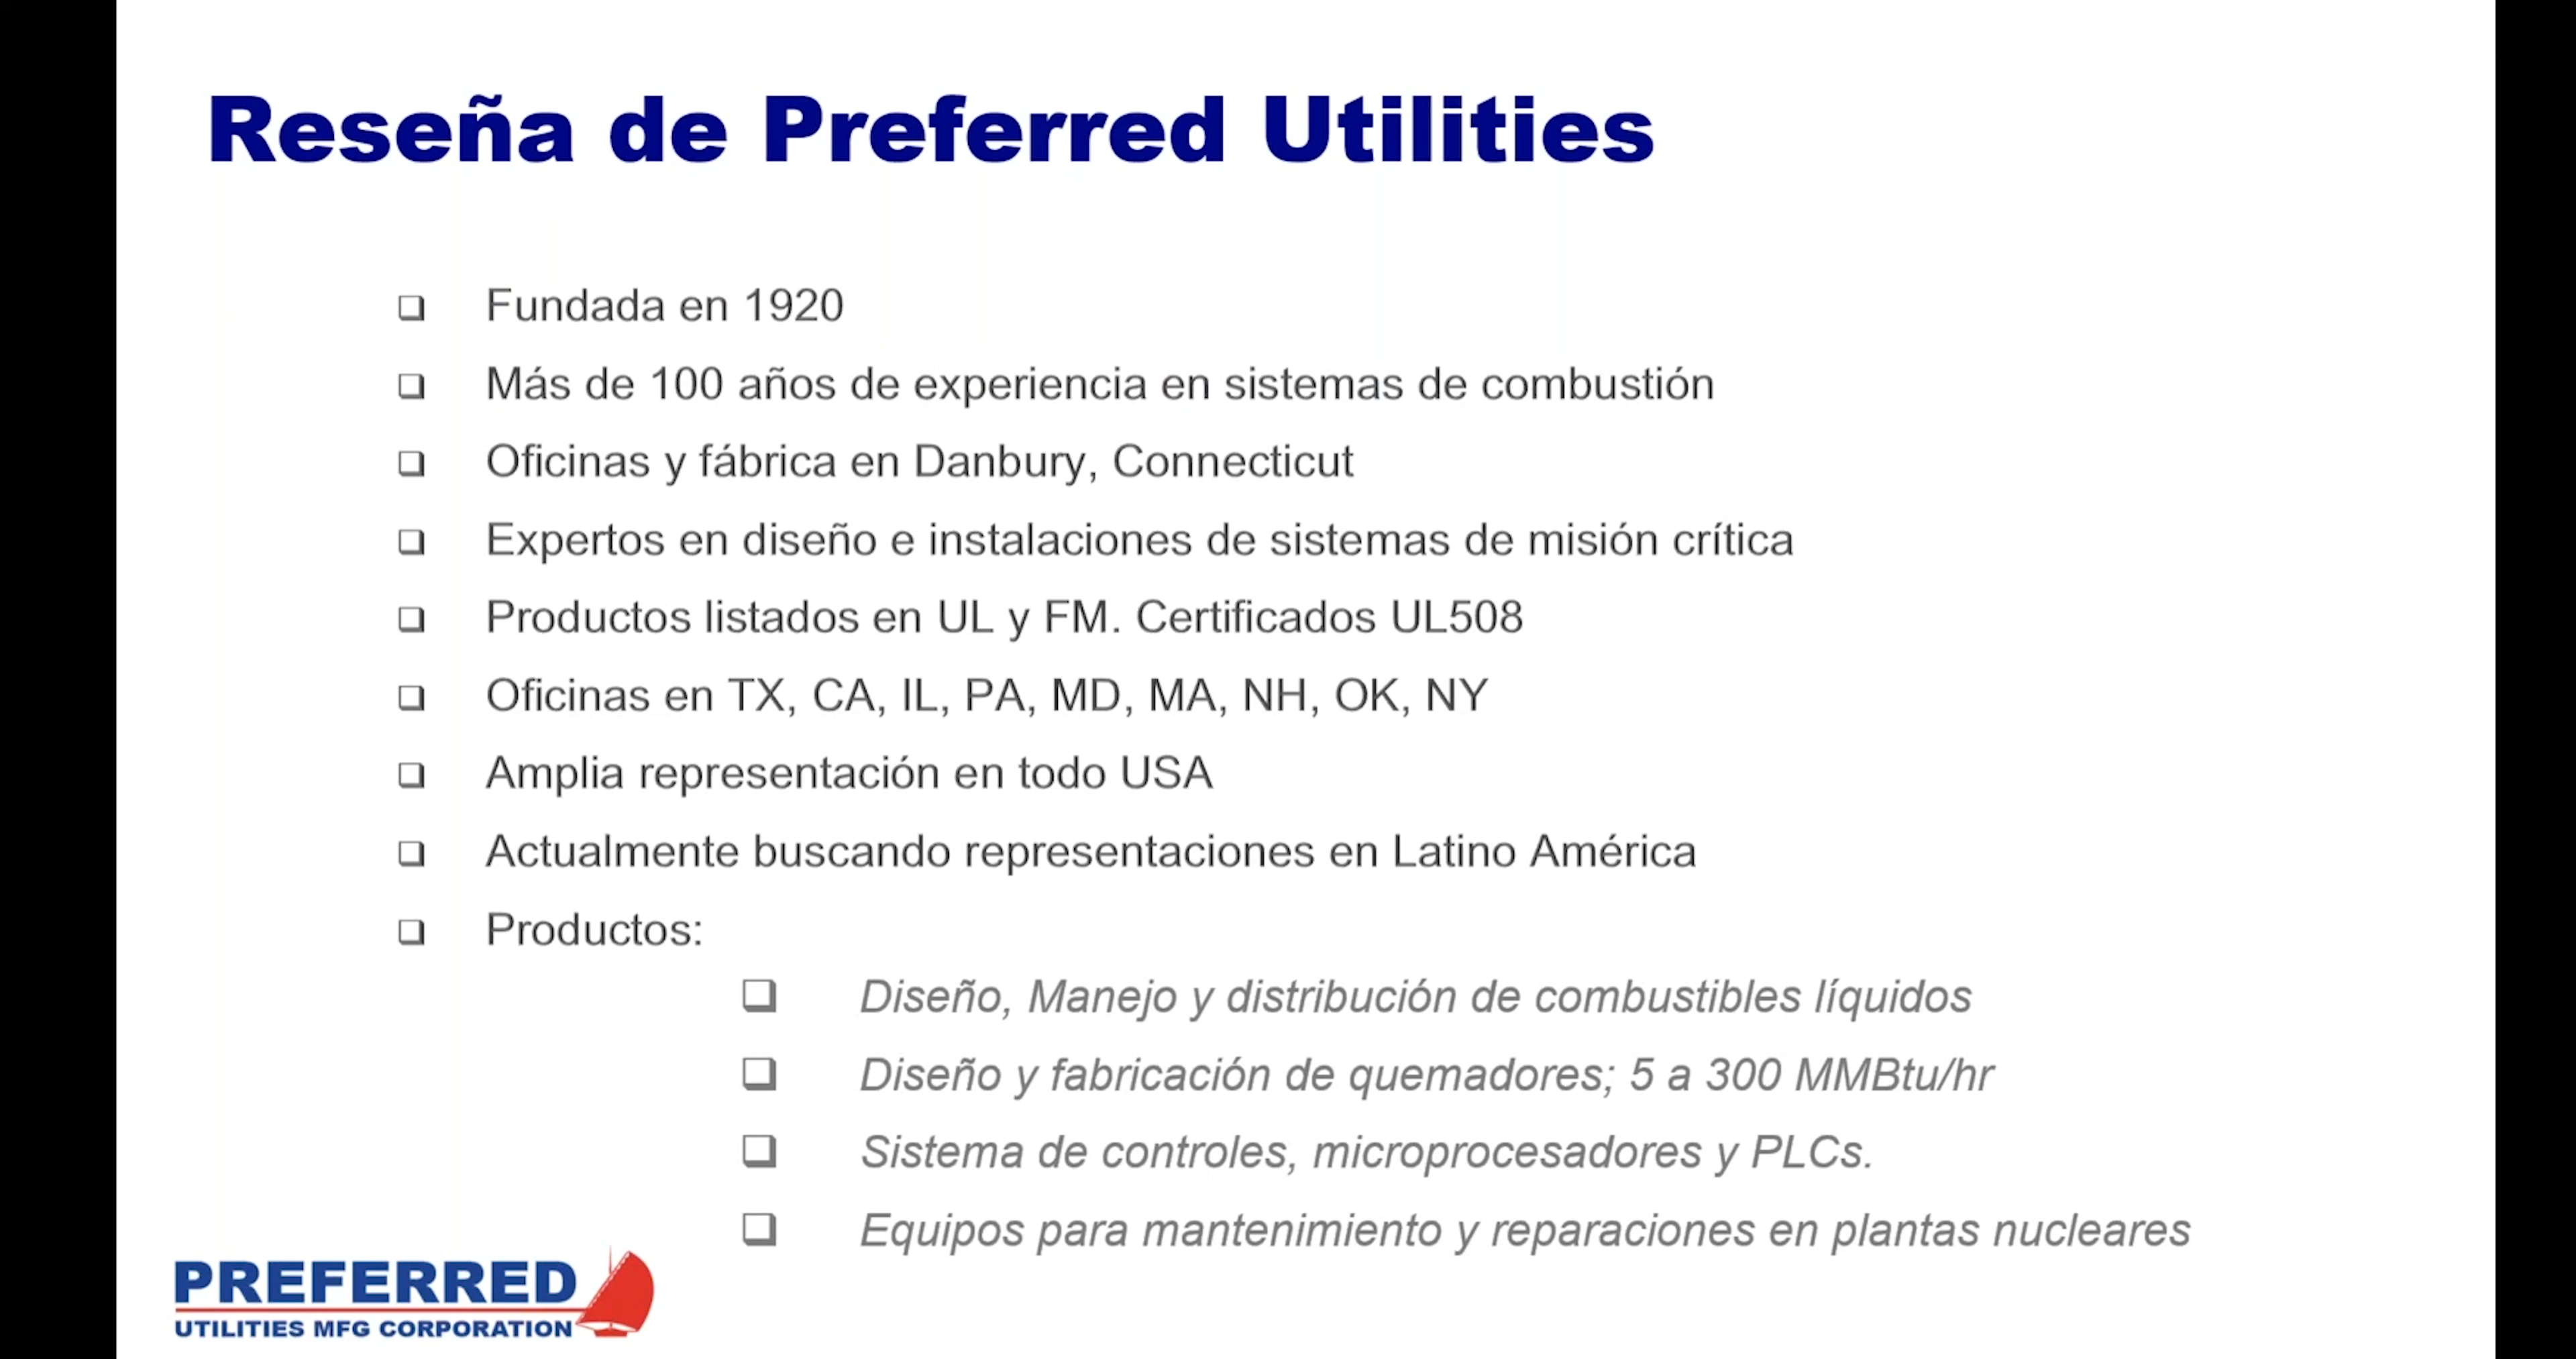 Reseña de Preferred Utilities
❑ Fundada en 1920
❑ Más de 100 años de experiencia en sistemas de combustión
❑ Oficinas y fábrica en Danbury, Connecticut
❑ Expertos en diseño e instalaciones de sistemas de misión crítica
❑ Productos listados en UL y FM. Certificados UL508
❑ Oficinas en TX, CA, IL, PA, MD, MA, NH, OK, NY
❑ Amplia representación en todo USA
❑ Actualmente buscando representaciones en Latino América
❑ Productos:
❑ Diseño, Manejo y distribución de combustibles líquidos
❑ Diseño y fabricación de quemadores; 5 a 300 MMBtu/hr
❑ Sistema de controles, microprocesadores y PLCs.
❑ Equipos para mantenimiento y reparaciones en plantas nucleares
PREFERRED
UTILITIES MFG CORPORATION